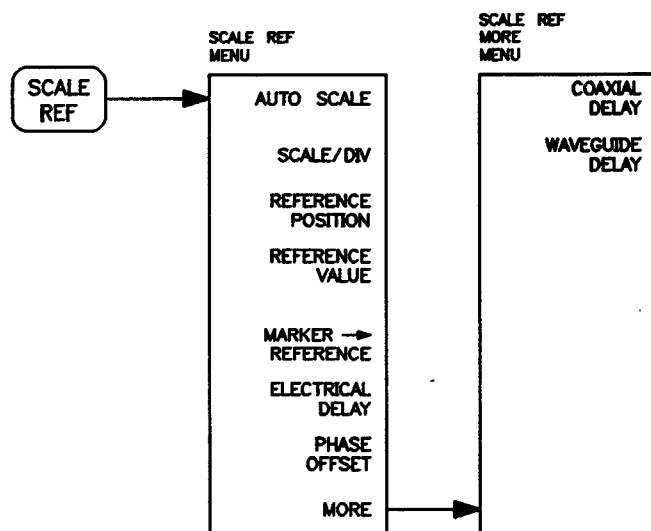 SCALE REF
MENU
SCALE
REF
AUTO SCALE
SCALE/DIV
REFERENCE
POSITION
REFERENCE
VALUE
MARKER →
REFERENCE
ELECTRICAL
DELAY
PHASE
OFFSET
MORE
SCALE REF
MORE
MENU
COAXIAL
DELAY
WAVEGUIDE
DELAY